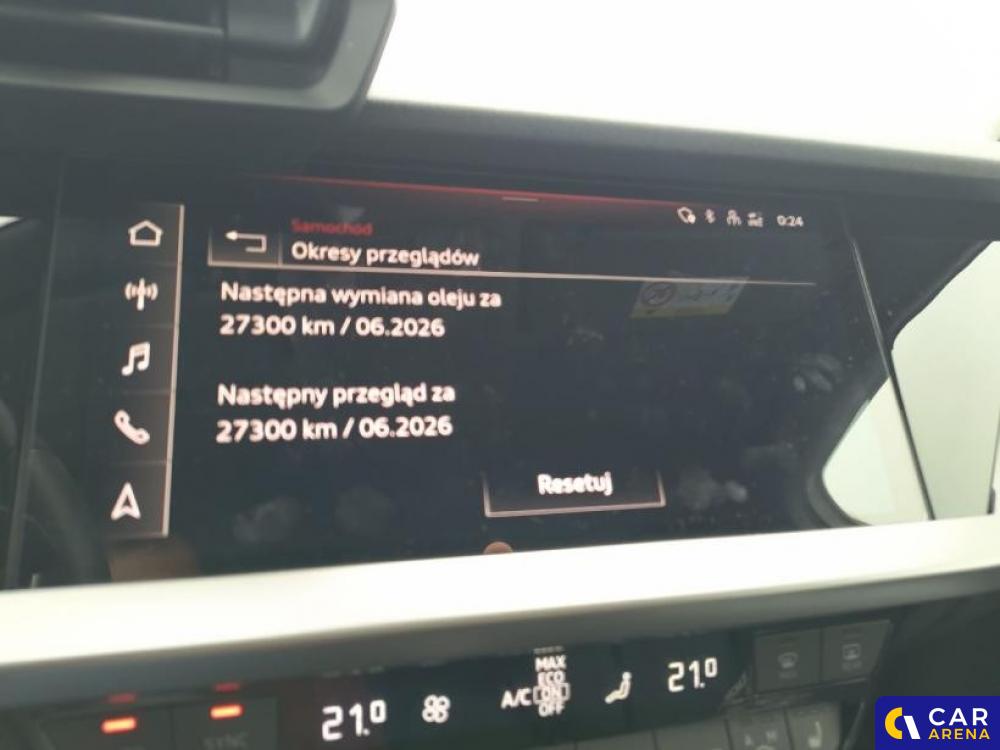 Samochód
Okresy przeglądów
0:24
Następna wymiana oleju za
27300 km / 06.2026
Następny przegląd za
27300 km / 06.2026
Resetuj
MAX
ECO
A/C ON
OFF
21.0
21.0
SYNC
CAR
ARENA